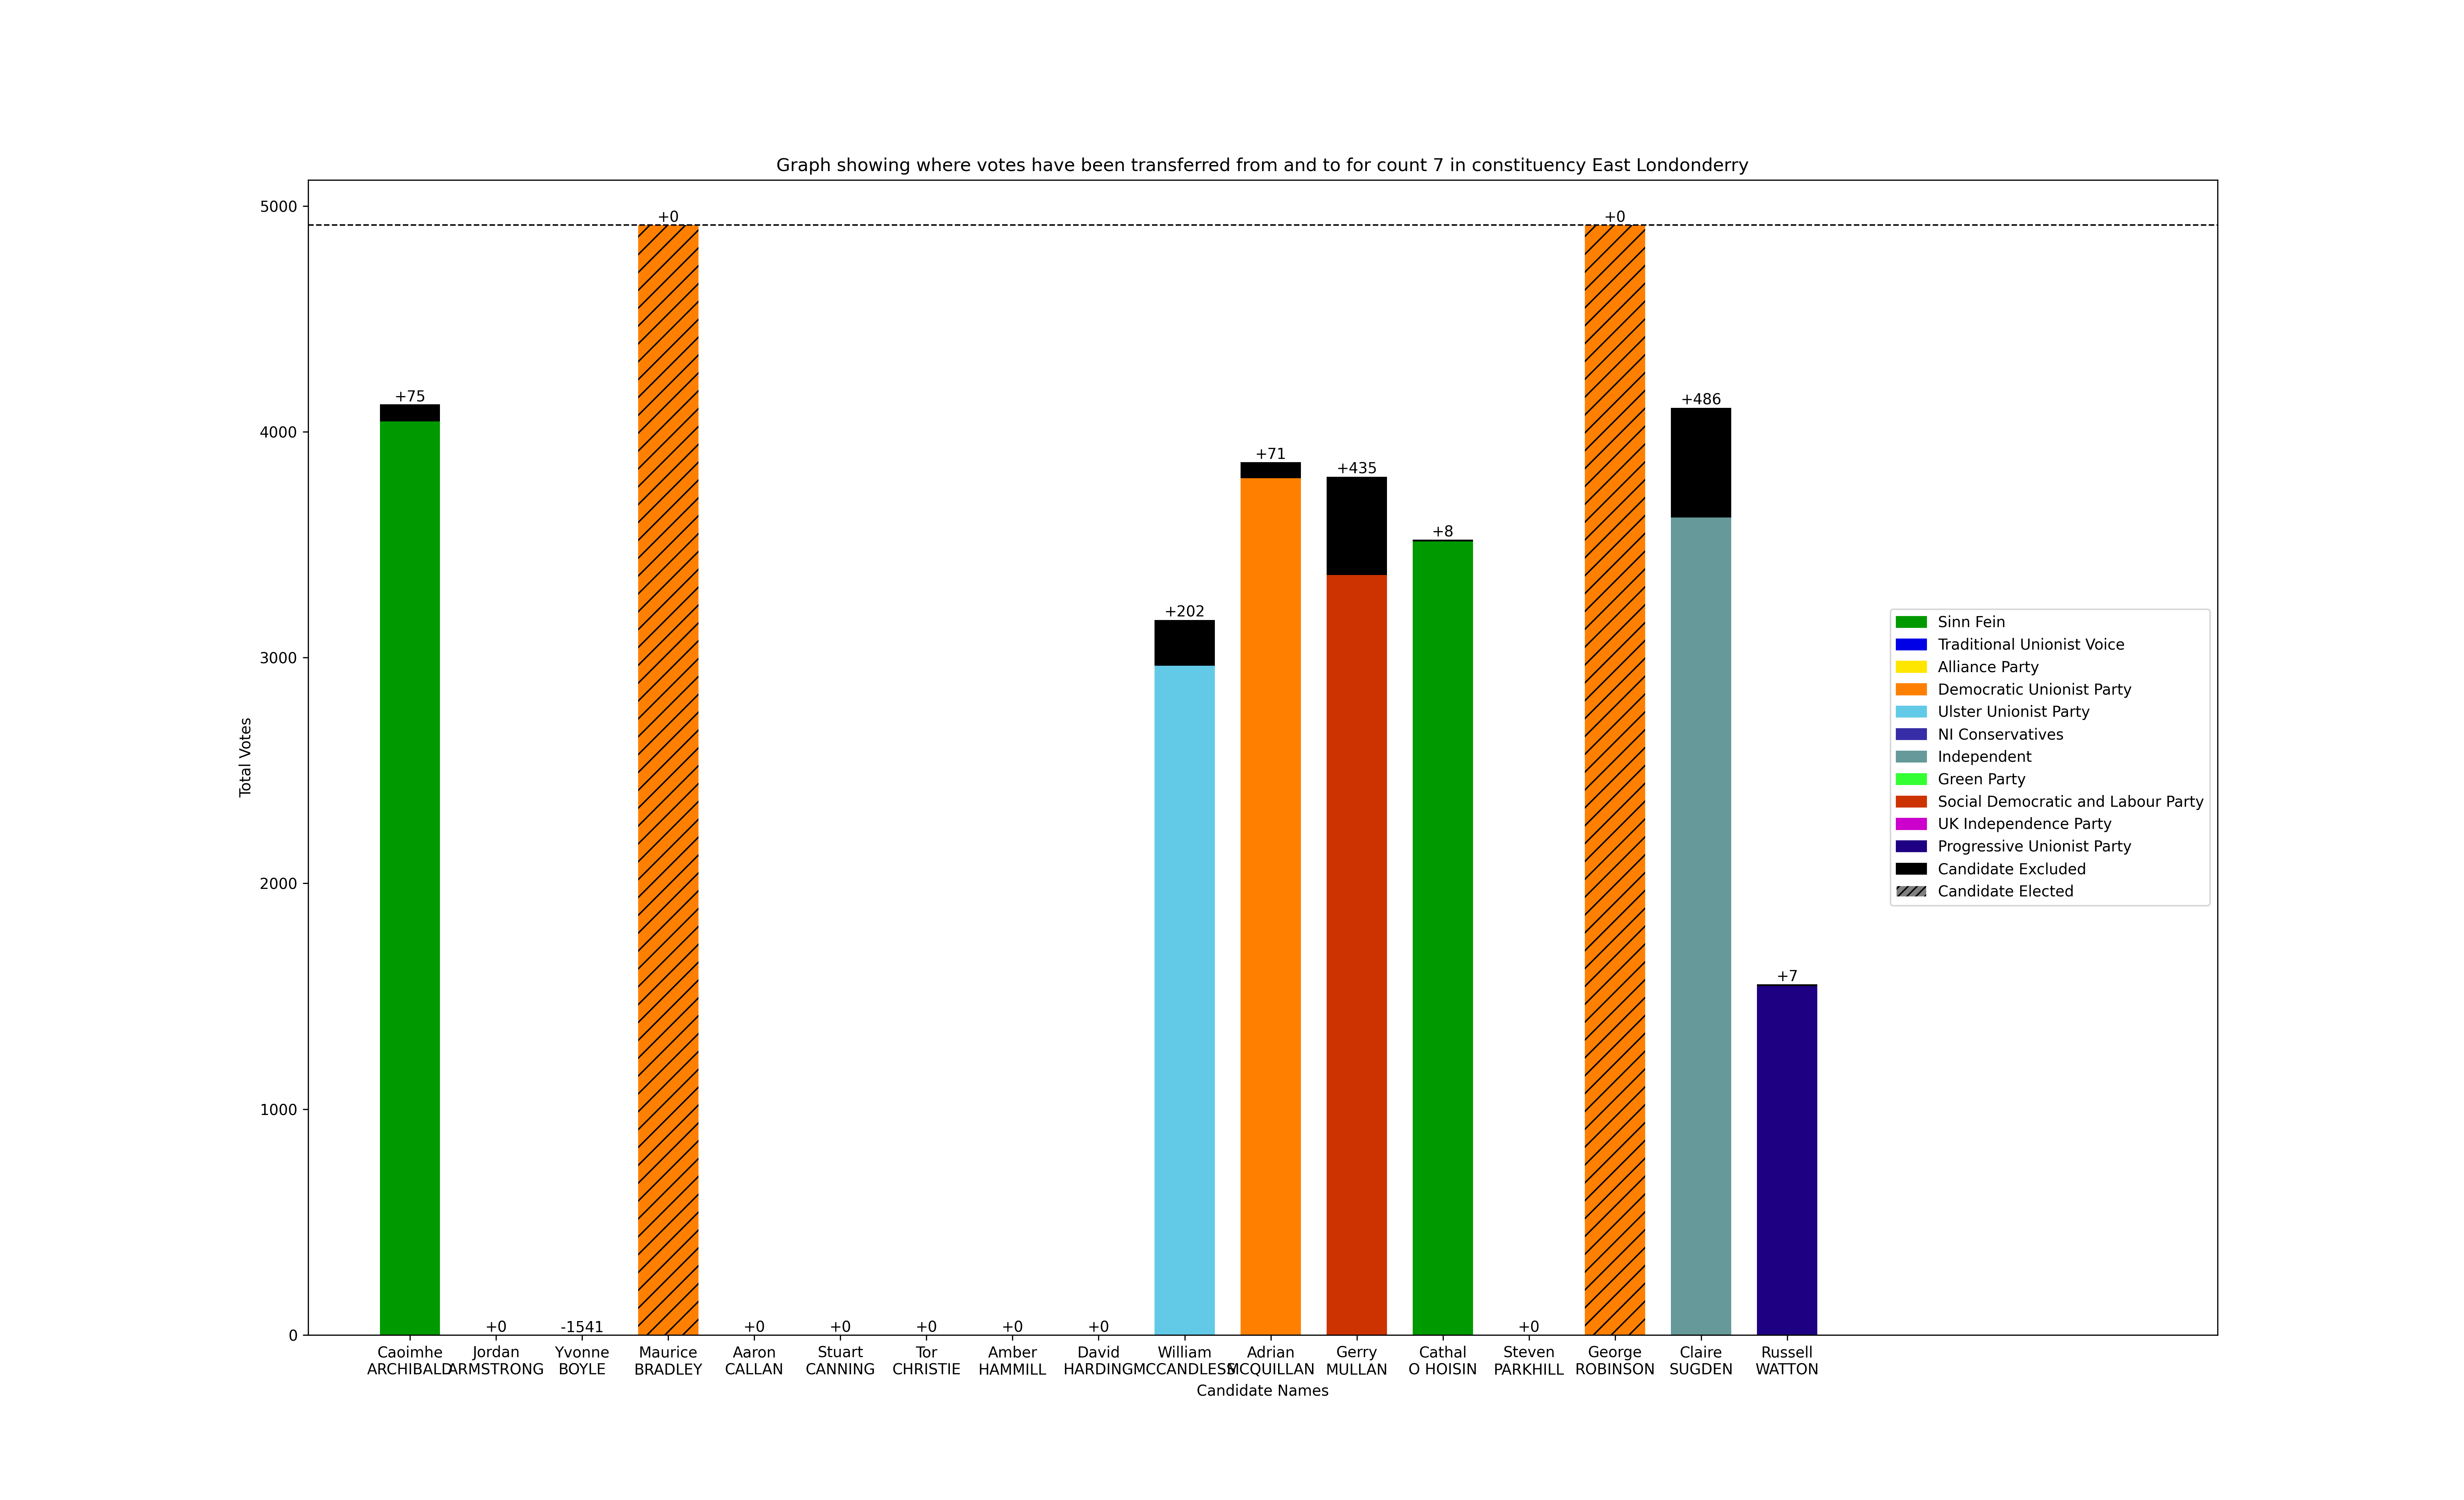 Graph showing where votes have been transferred from and to for count 7 in constituency East Londonderry
Total Votes
5000
4000
3000
2000
1000
0
+75
+0
-1541
+0
+0
+0
+0
+0
+0
+202
+71
+435
+8
+0
+0
+486
+7
Caoimhe
ARCHIBALD
Jordan
ARMSTRONG
Yvonne
BOYLE
Maurice
BRADLEY
Aaron
CALLAN
Stuart
CANNING
Tor
CHRISTIE
Amber
HAMMILL
David
HARDING
William
MCCANDLESS
Adrian
MCQUILLAN
Gerry
MULLAN
Cathal
O HOISIN
Steven
PARKHILL
George
ROBINSON
Claire
SUGDEN
Russell
WATTON
Candidate Names
Sinn Fein
Traditional Unionist Voice
Alliance Party
Democratic Unionist Party
Ulster Unionist Party
NI Conservatives
Independent
Green Party
Social Democratic and Labour Party
UK Independence Party
Progressive Unionist Party
Candidate Excluded
Candidate Elected